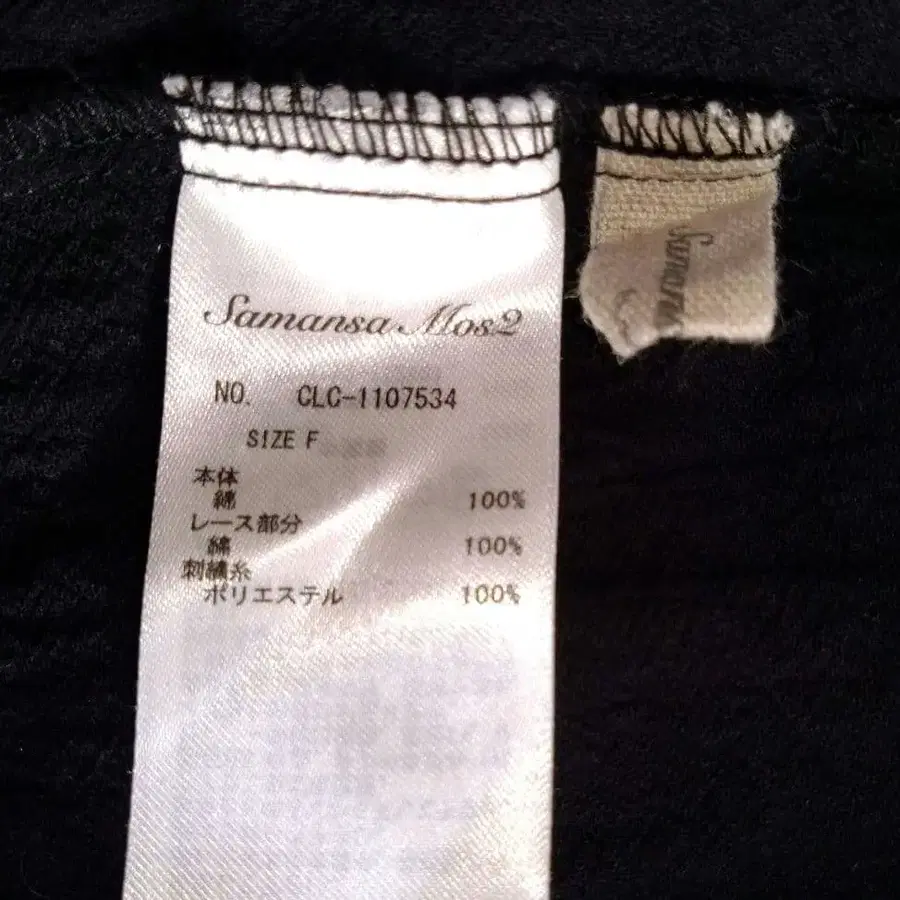 Samansa Mos2
NO. CLC-1107534
SIZE F
本体
綿 100%
レース部分
綿 100%
刺繍糸
ポリエステル 100%